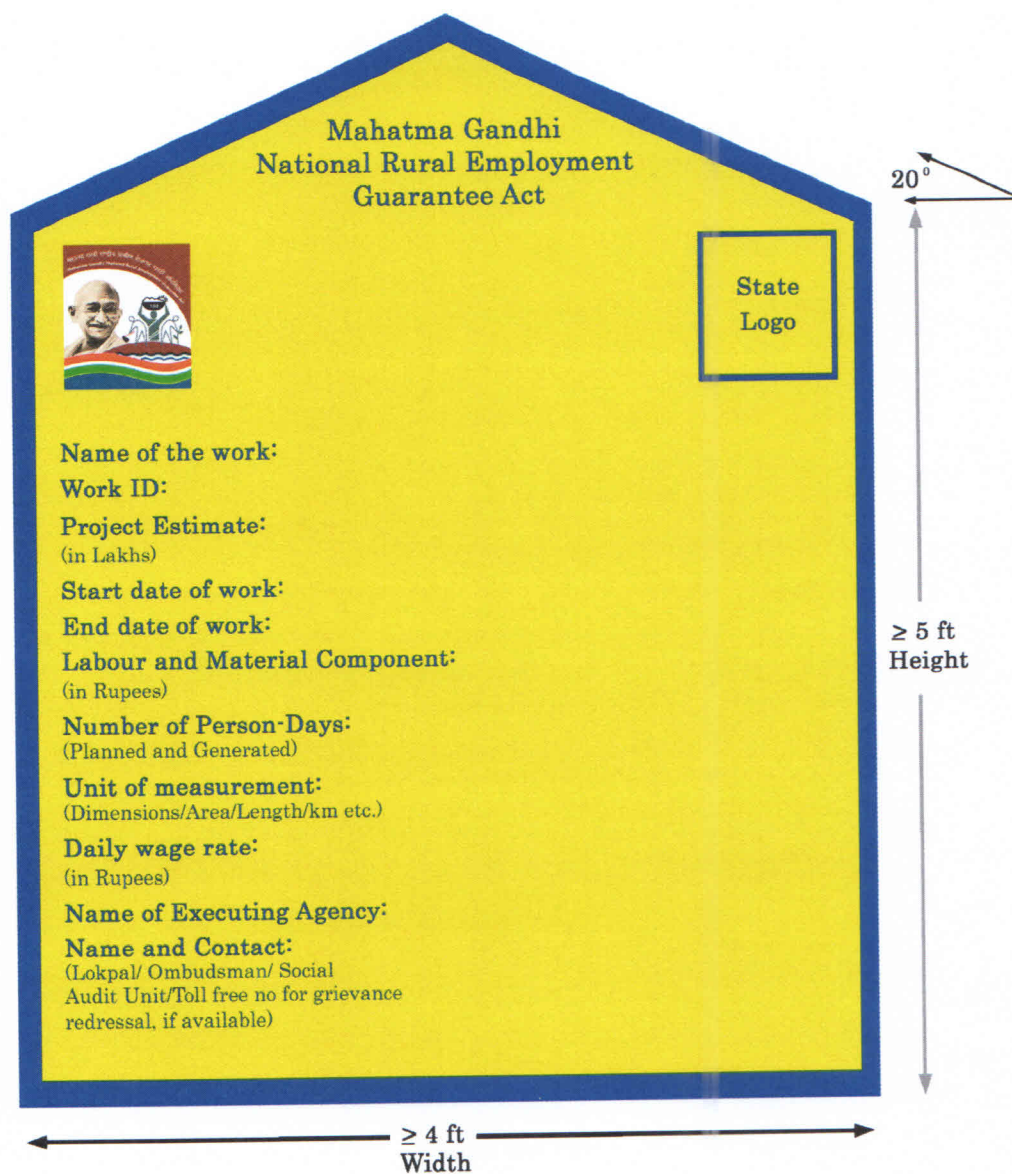 Mahatma Gandhi
National Rural Employment
Guarantee Act
20°
State
Logo
Name of the work:
Work ID:
Project Estimate:
(in Lakhs)
Start date of work:
End date of work:
Labour and Material Component:
(in Rupees)
Number of Person-Days:
(Planned and Generated)
Unit of measurement:
(Dimensions/Area/Length/km etc.)
Daily wage rate:
(in Rupees)
Name of Executing Agency:
Name and Contact:
(Lokpal/ Ombudsman/ Social
Audit Unit/Toll free no for grievance
redressal, if available)
≥ 5 ft
Height
≥ 4 ft
Width